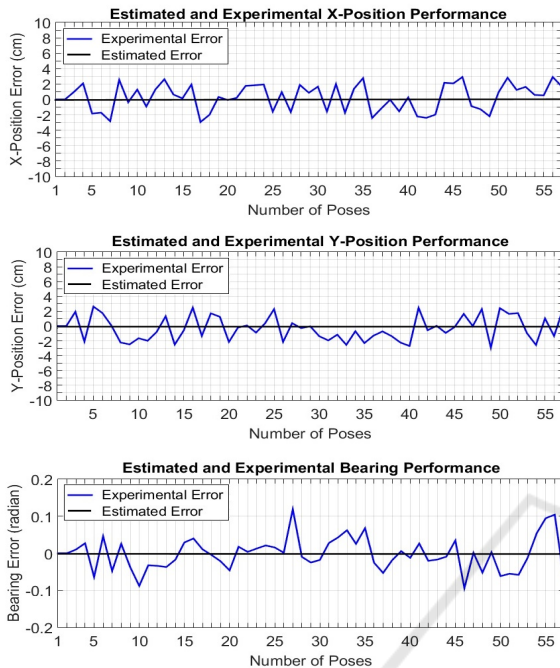 Estimated and Experimental X-Position Performance
10
8
6
4
2
0
-2
-4
-6
-8
-10
X-Position Error (cm)
Experimental Error
Estimated Error
1 5 10 15 20 25 30 35 40 45 50 55
Number of Poses
Estimated and Experimental Y-Position Performance
10
8
6
4
2
0
-2
-4
-6
-8
-10
Y-Position Error (cm)
Experimental Error
Estimated Error
5 10 15 20 25 30 35 40 45 50 55
Number of Poses
Estimated and Experimental Bearing Performance
0.2
0.1
0
-0.1
-0.2
Bearing Error (radian)
Experimental Error
Estimated Error
1 5 10 15 20 25 30 35 40 45 50 55
Number of Poses